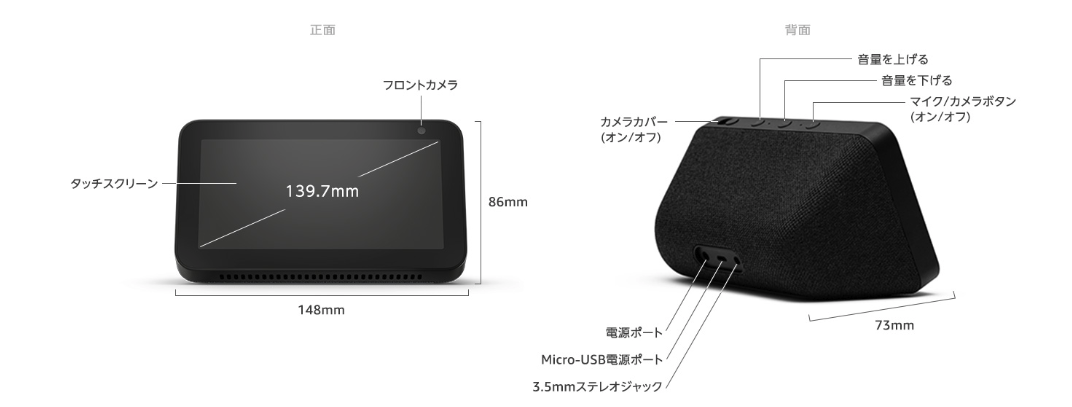 正面
フロントカメラ
タッチスクリーン
139.7mm
86mm
148mm
背面
音量を上げる
音量を下げる
マイク/カメラボタン
(オン/オフ)
カメラカバー
(オン/オフ)
電源ポート
Micro-USB電源ポート
3.5mmステレオジャック
73mm